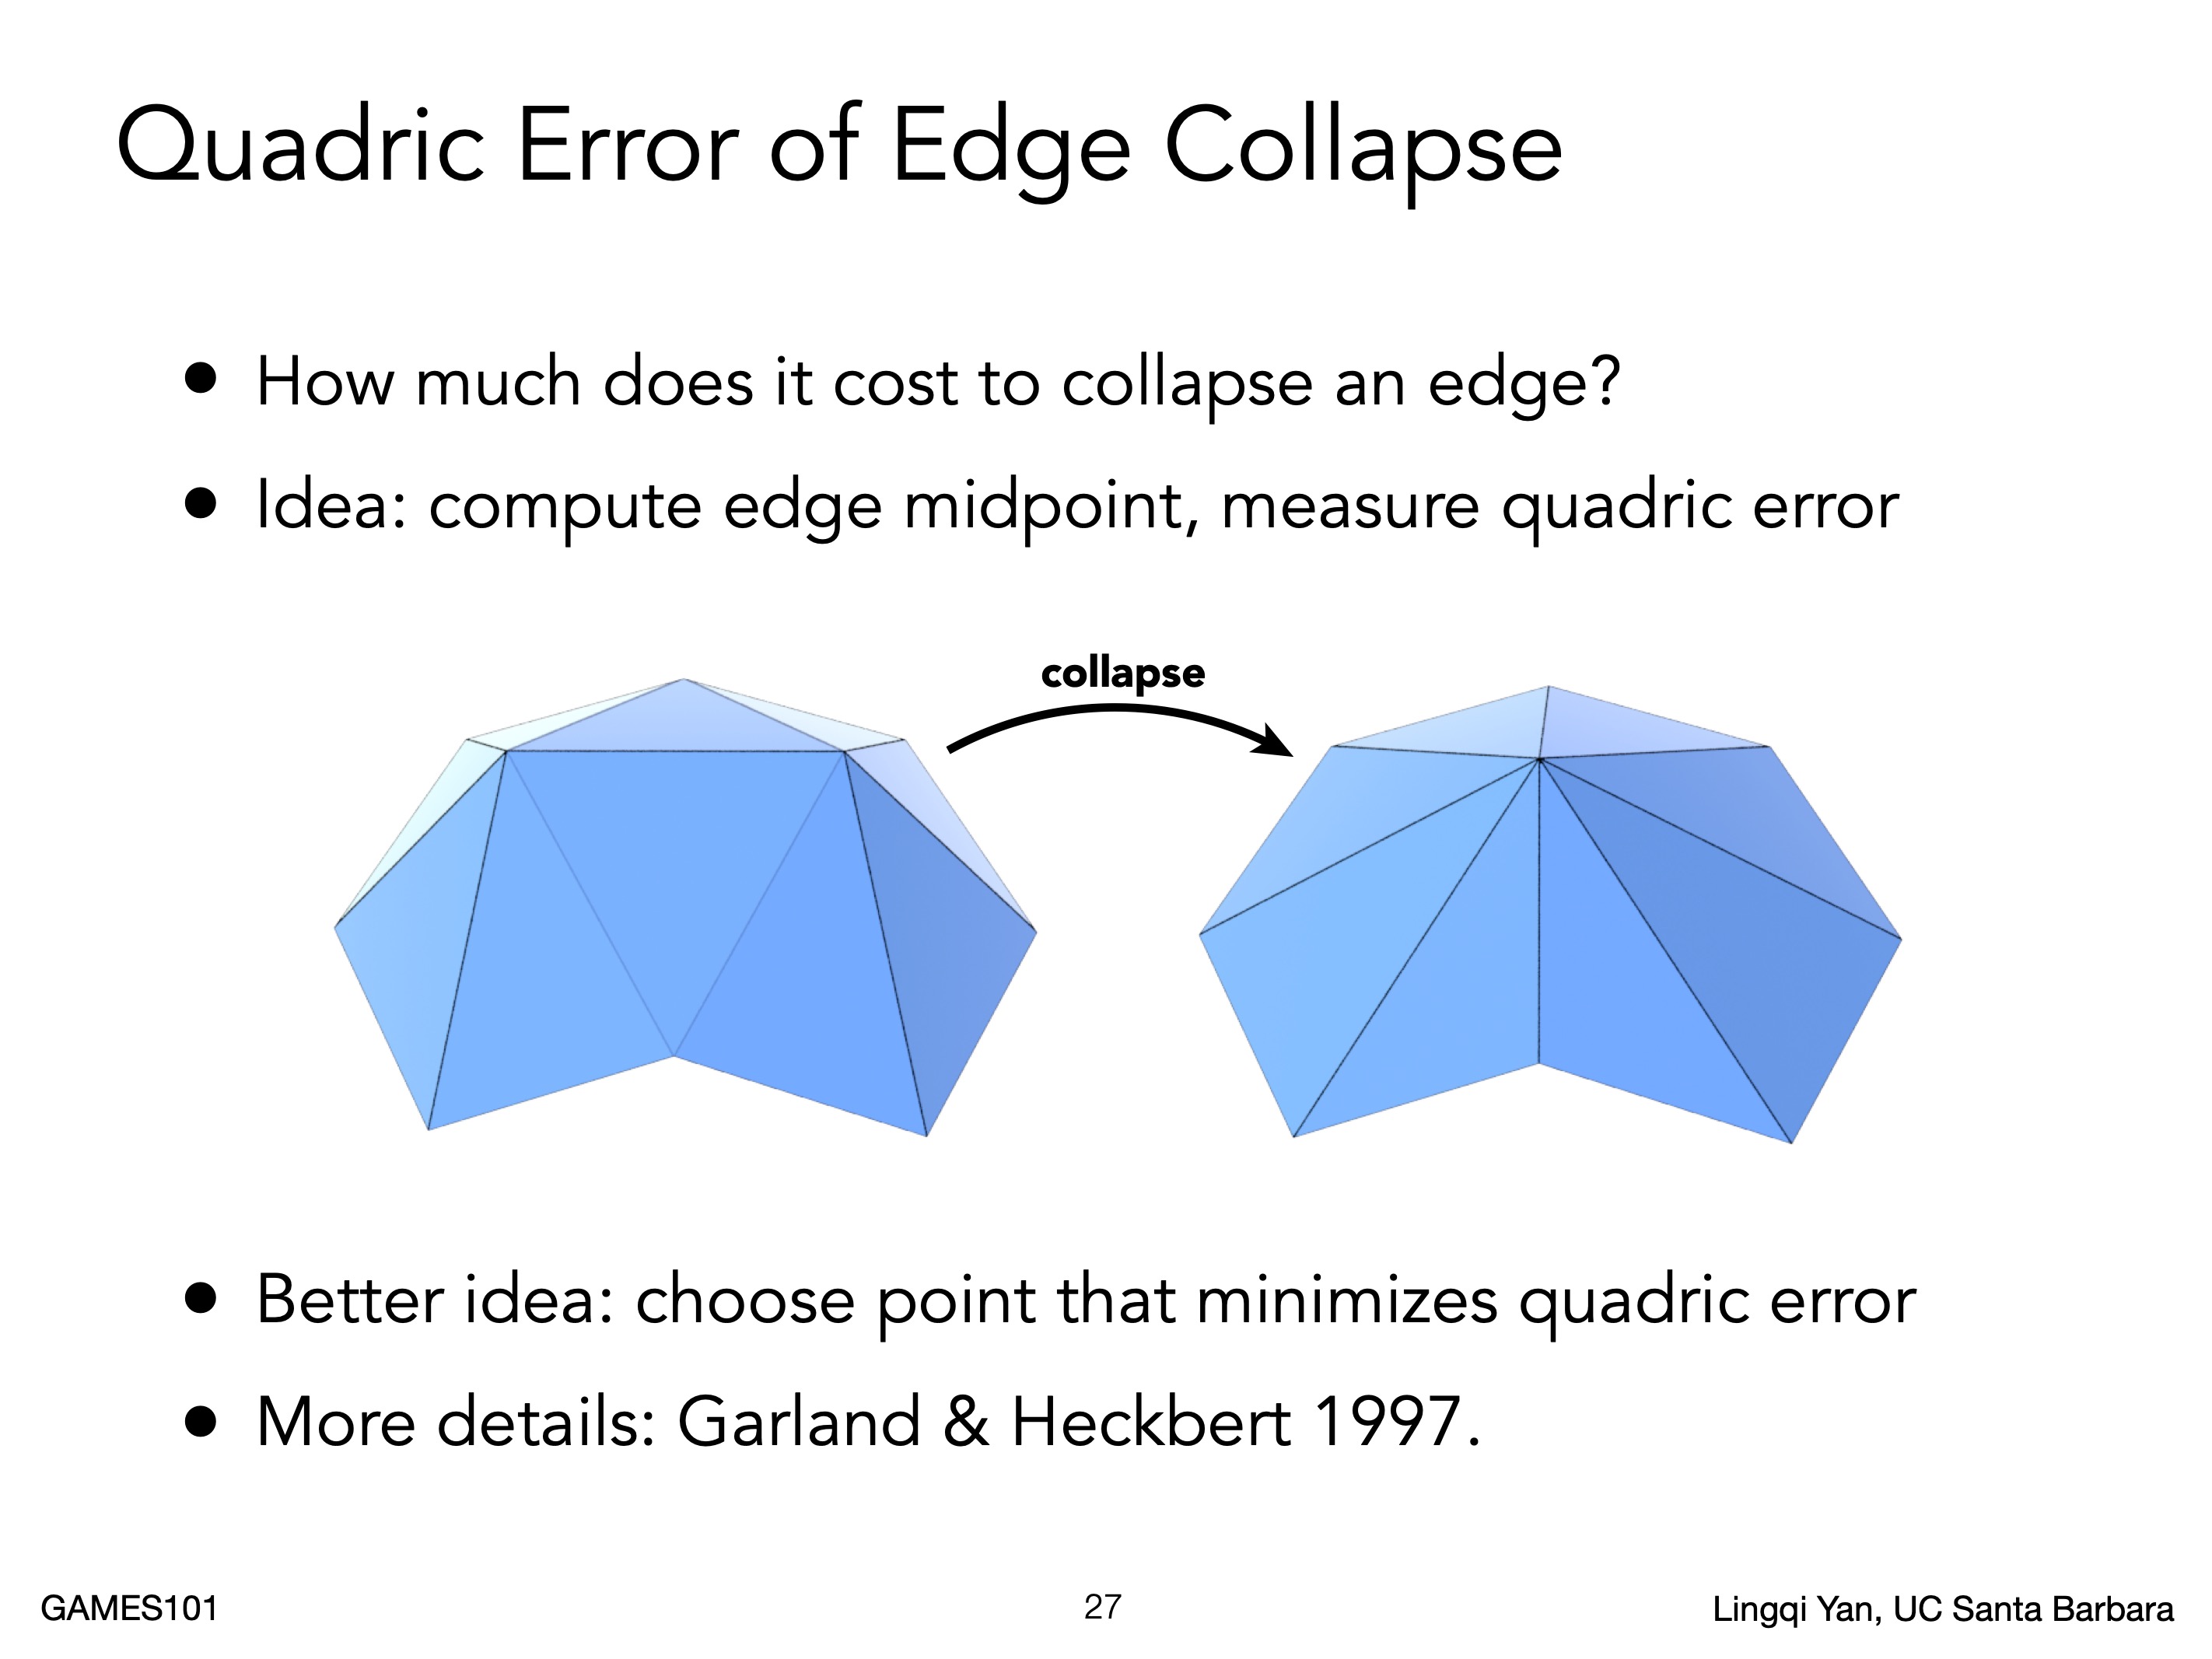 Quadric Error of Edge Collapse
● How much does it cost to collapse an edge?
● Idea: compute edge midpoint, measure quadric error
collapse
● Better idea: choose point that minimizes quadric error
● More details: Garland & Heckbert 1997.
GAMES101
27
Lingqi Yan, UC Santa Barbara